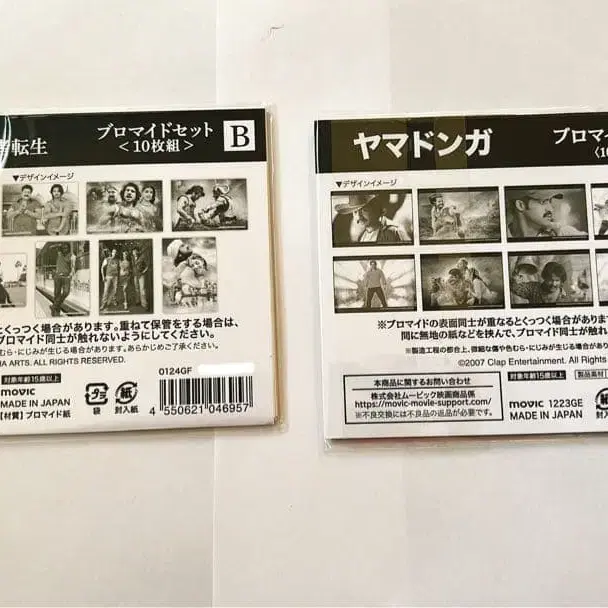 転生
ブロマイドセット
<10枚組>
B
▼デザインイメージ
とくっつく場合があります。重ねて保管をする場合は、
ブロマイド同士が触れないようにしてください。
むら・にじみが生じる場合があります。あらかじめご了承ください。
HA ARTS. ALL RIGHTS RESERVED.
対象年齢15歳以上
0124GF
movic
MADE IN JAPAN
【材質】ブロマイド紙
プラ
袋
紙
封入紙
4 550621 046957
ヤマドンガ
ブロマ
▼デザインイメージ
※ブロマイドの表面同士が重なるとくっつく場合があ
間に無地の紙などを挟んで、ブロマイド同士が触
※製造工程の都合上、微細な傷や色むら・にじみが生じる場合が
©2007 Clap Entertainment. All Rights
本商品に関するお問い合わせ
株式会社ムービック映画商品係
https://movic-movie-support.com/
※不良交換には不良品の返品が必要です。
対象年齢15歳以上
製品素材
movic 1223GE
MADE IN JAPAN
紙
封入